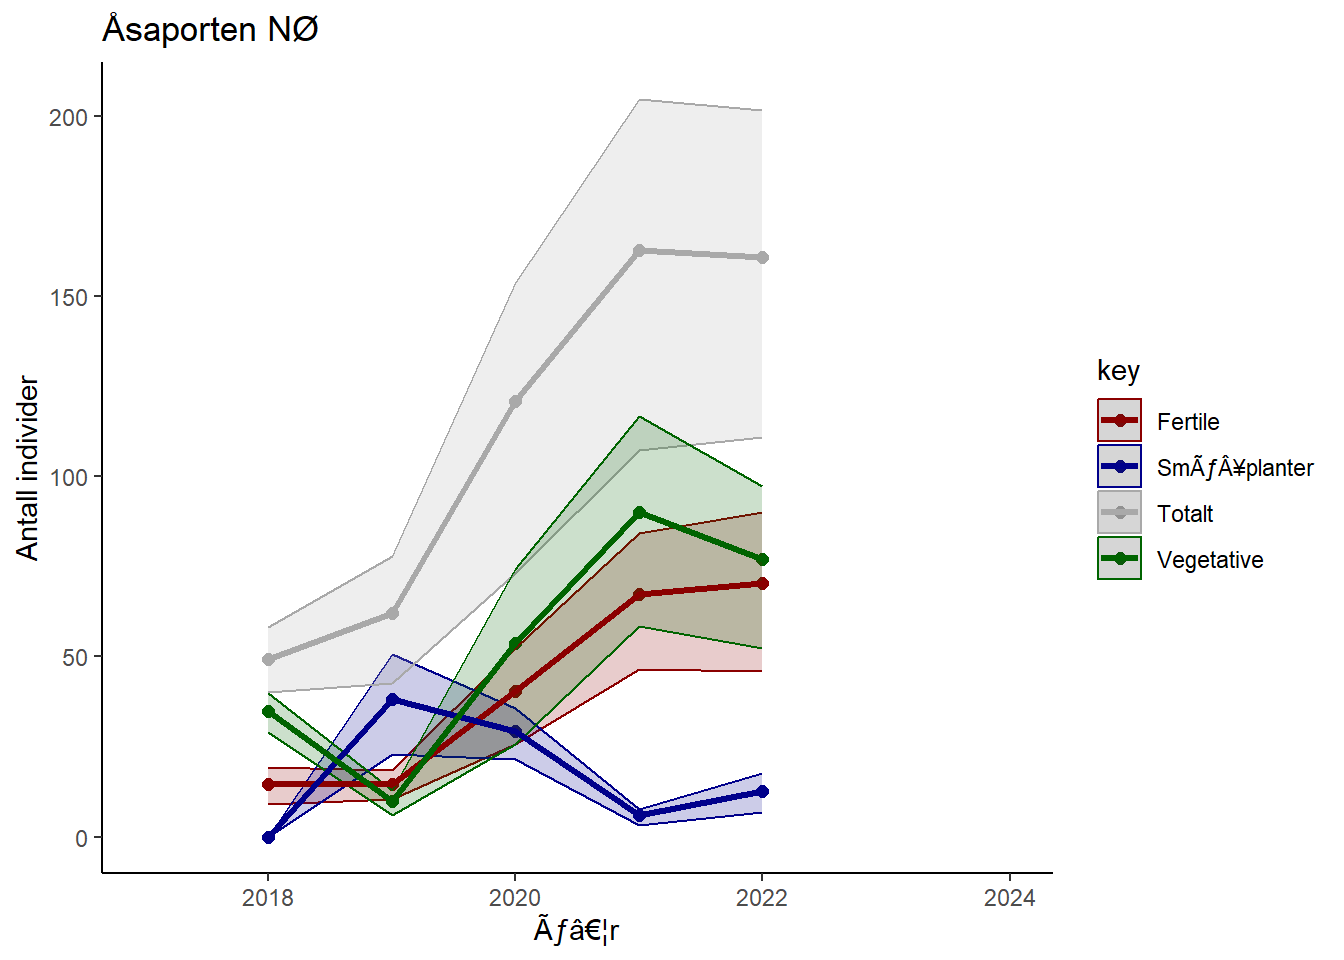 Åsaporten NØ
Antall individer
200
150
100
50
0
2018
2020
2022
2024
Ãƒâ€¦r
key
Fertile
SmÃƒÂ¥planter
Totalt
Vegetative